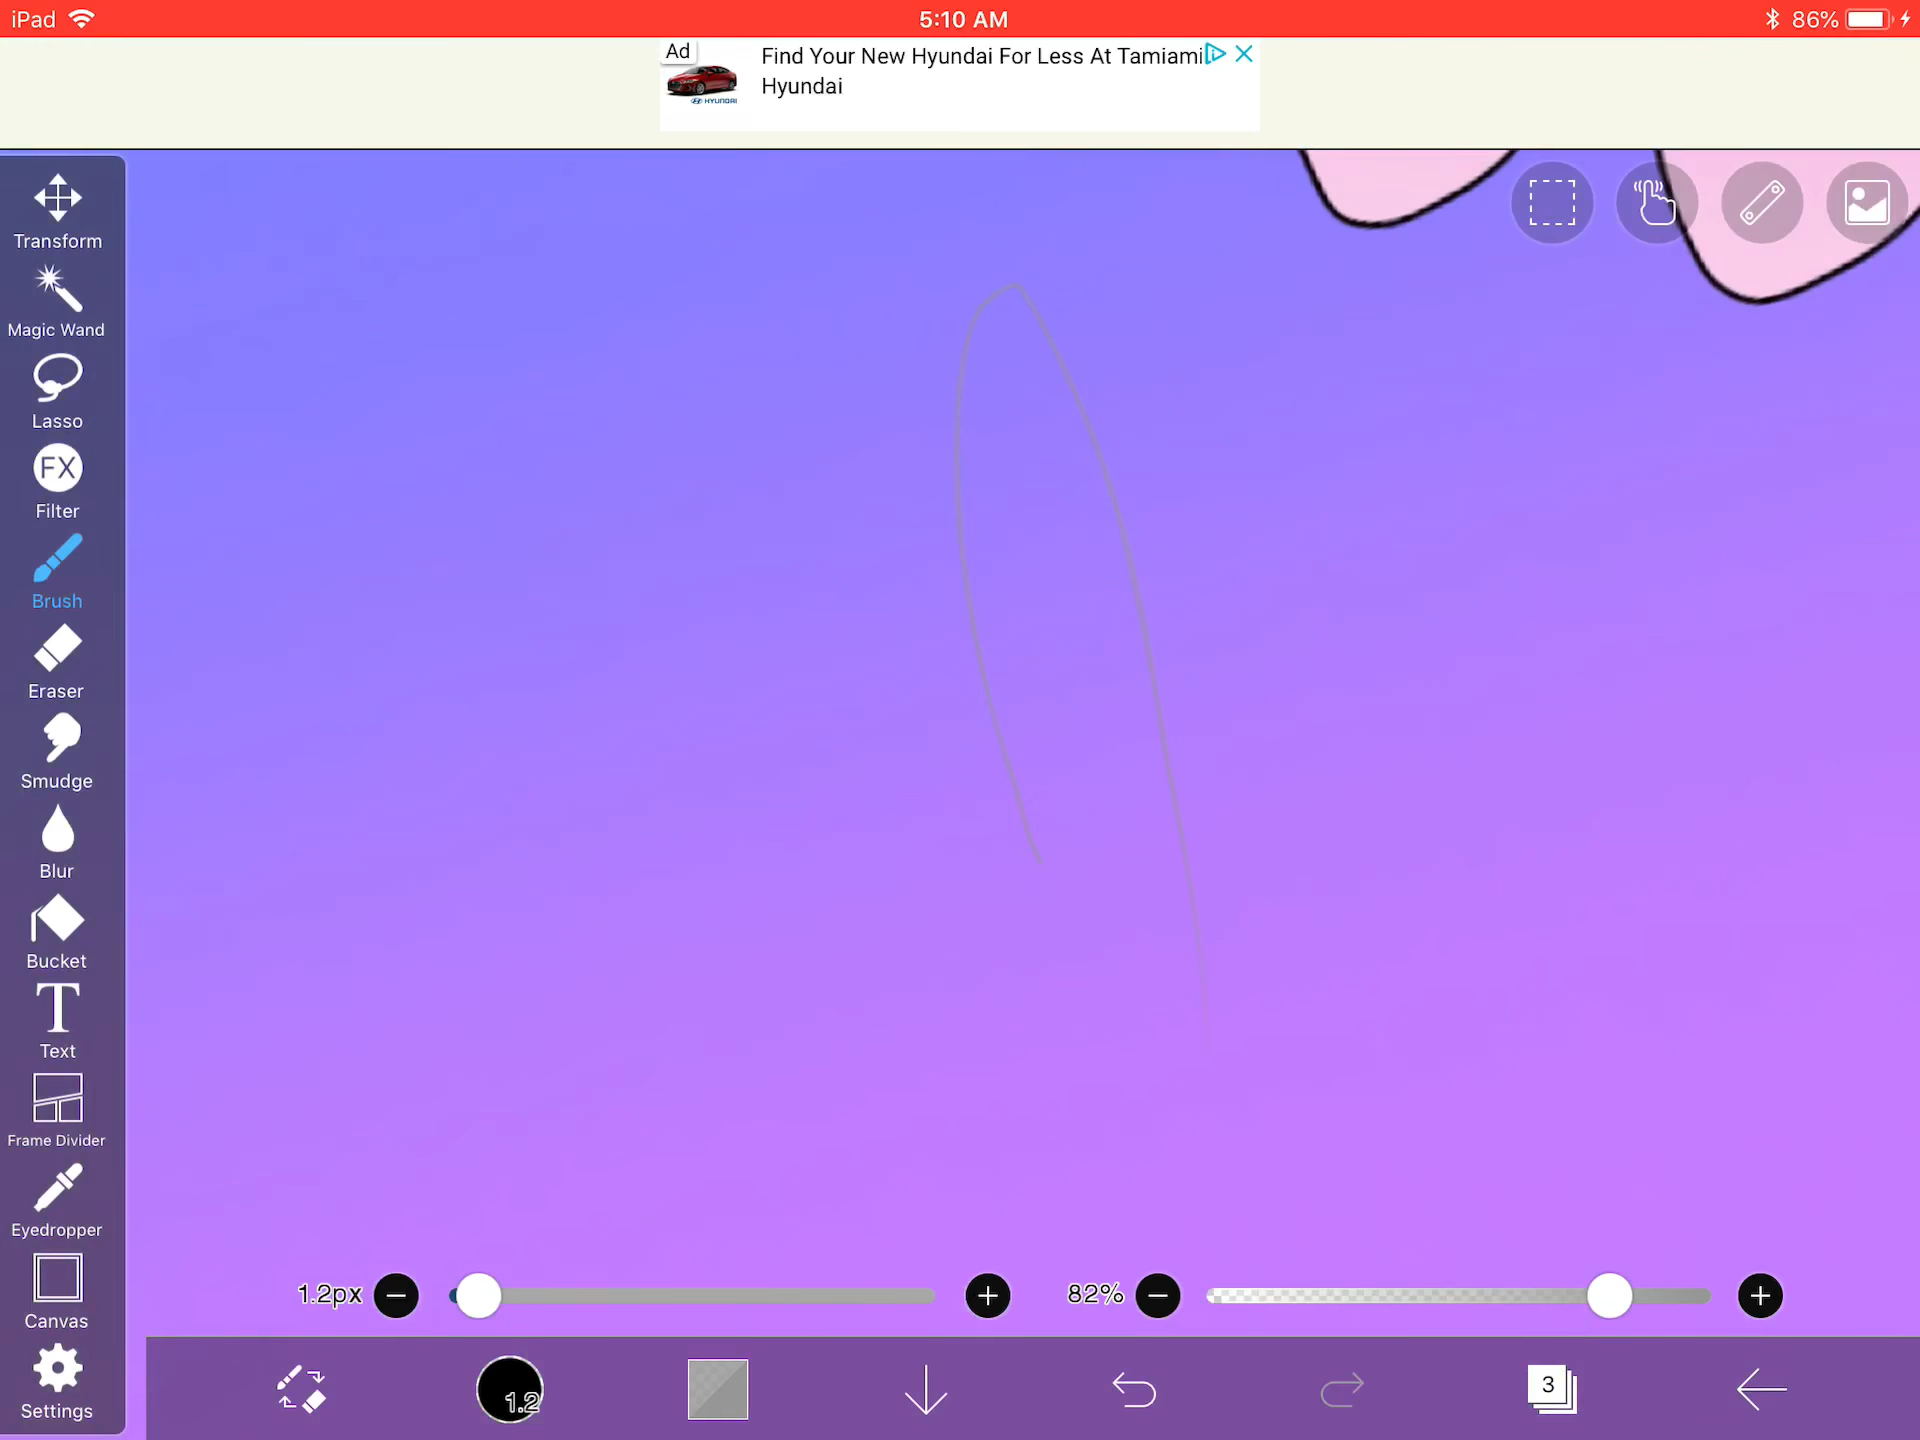 iPad
5:10 AM
86%
Ad
Find Your New Hyundai For Less At Tamiami
Hyundai
HYUNDAI
Transform
Magic Wand
Lasso
FX
Filter
Brush
Eraser
Smudge
Blur
Bucket
T
Text
Frame Divider
Eyedropper
Canvas
Settings
1.2px
82%
1.2
3